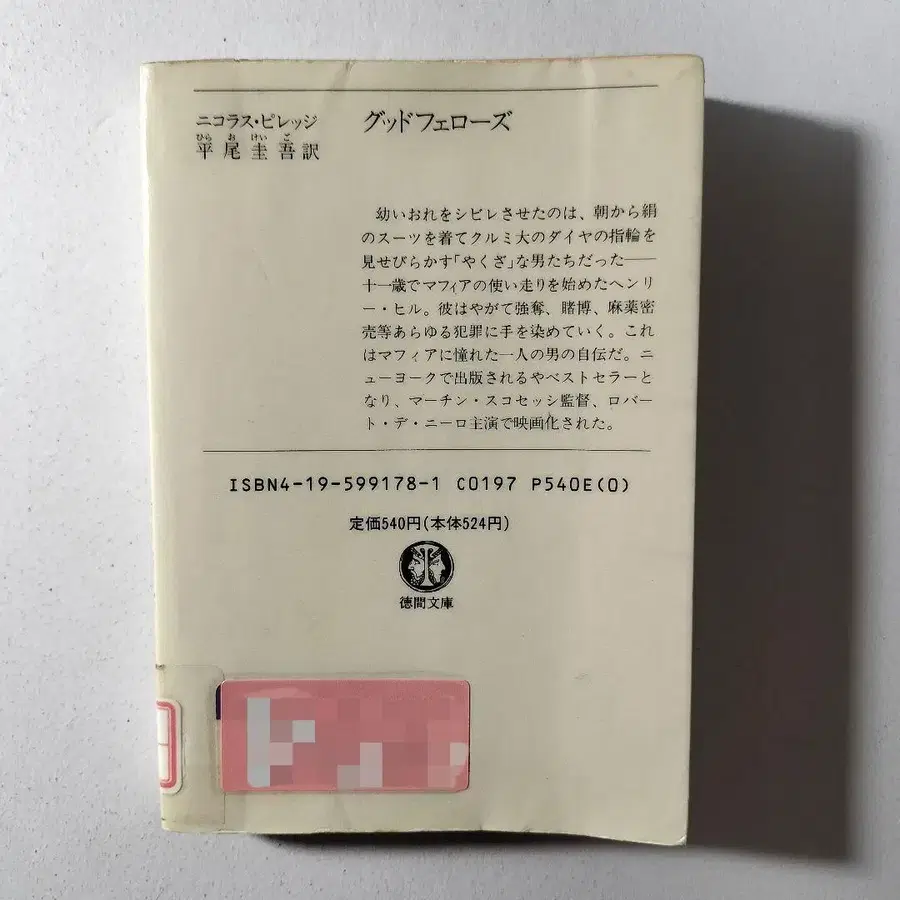 ニコラス・ピレッジ
ひらおけいご
平尾圭吾訳
グッドフェローズ
幼いおれをシビレさせたのは、朝から絹
のスーツを着てクルミ大のダイヤの指輪を
見せびらかす「やくざ」な男たちだった――
十一歳でマフィアの使い走りを始めたヘンリ
ー・ヒル。彼はやがて強奪、賭博、麻薬密
売等あらゆる犯罪に手を染めていく。これ
はマフィアに憧れた一人の男の自伝だ。ニ
ューヨークで出版されるやベストセラーと
なり、マーチン・スコセッシ監督、ロバー
ト・デ・ニーロ主演で映画化された。
ISBN4-19-599178-1 C0197 P540E(0)
定価540円(本体524円)
徳間文庫